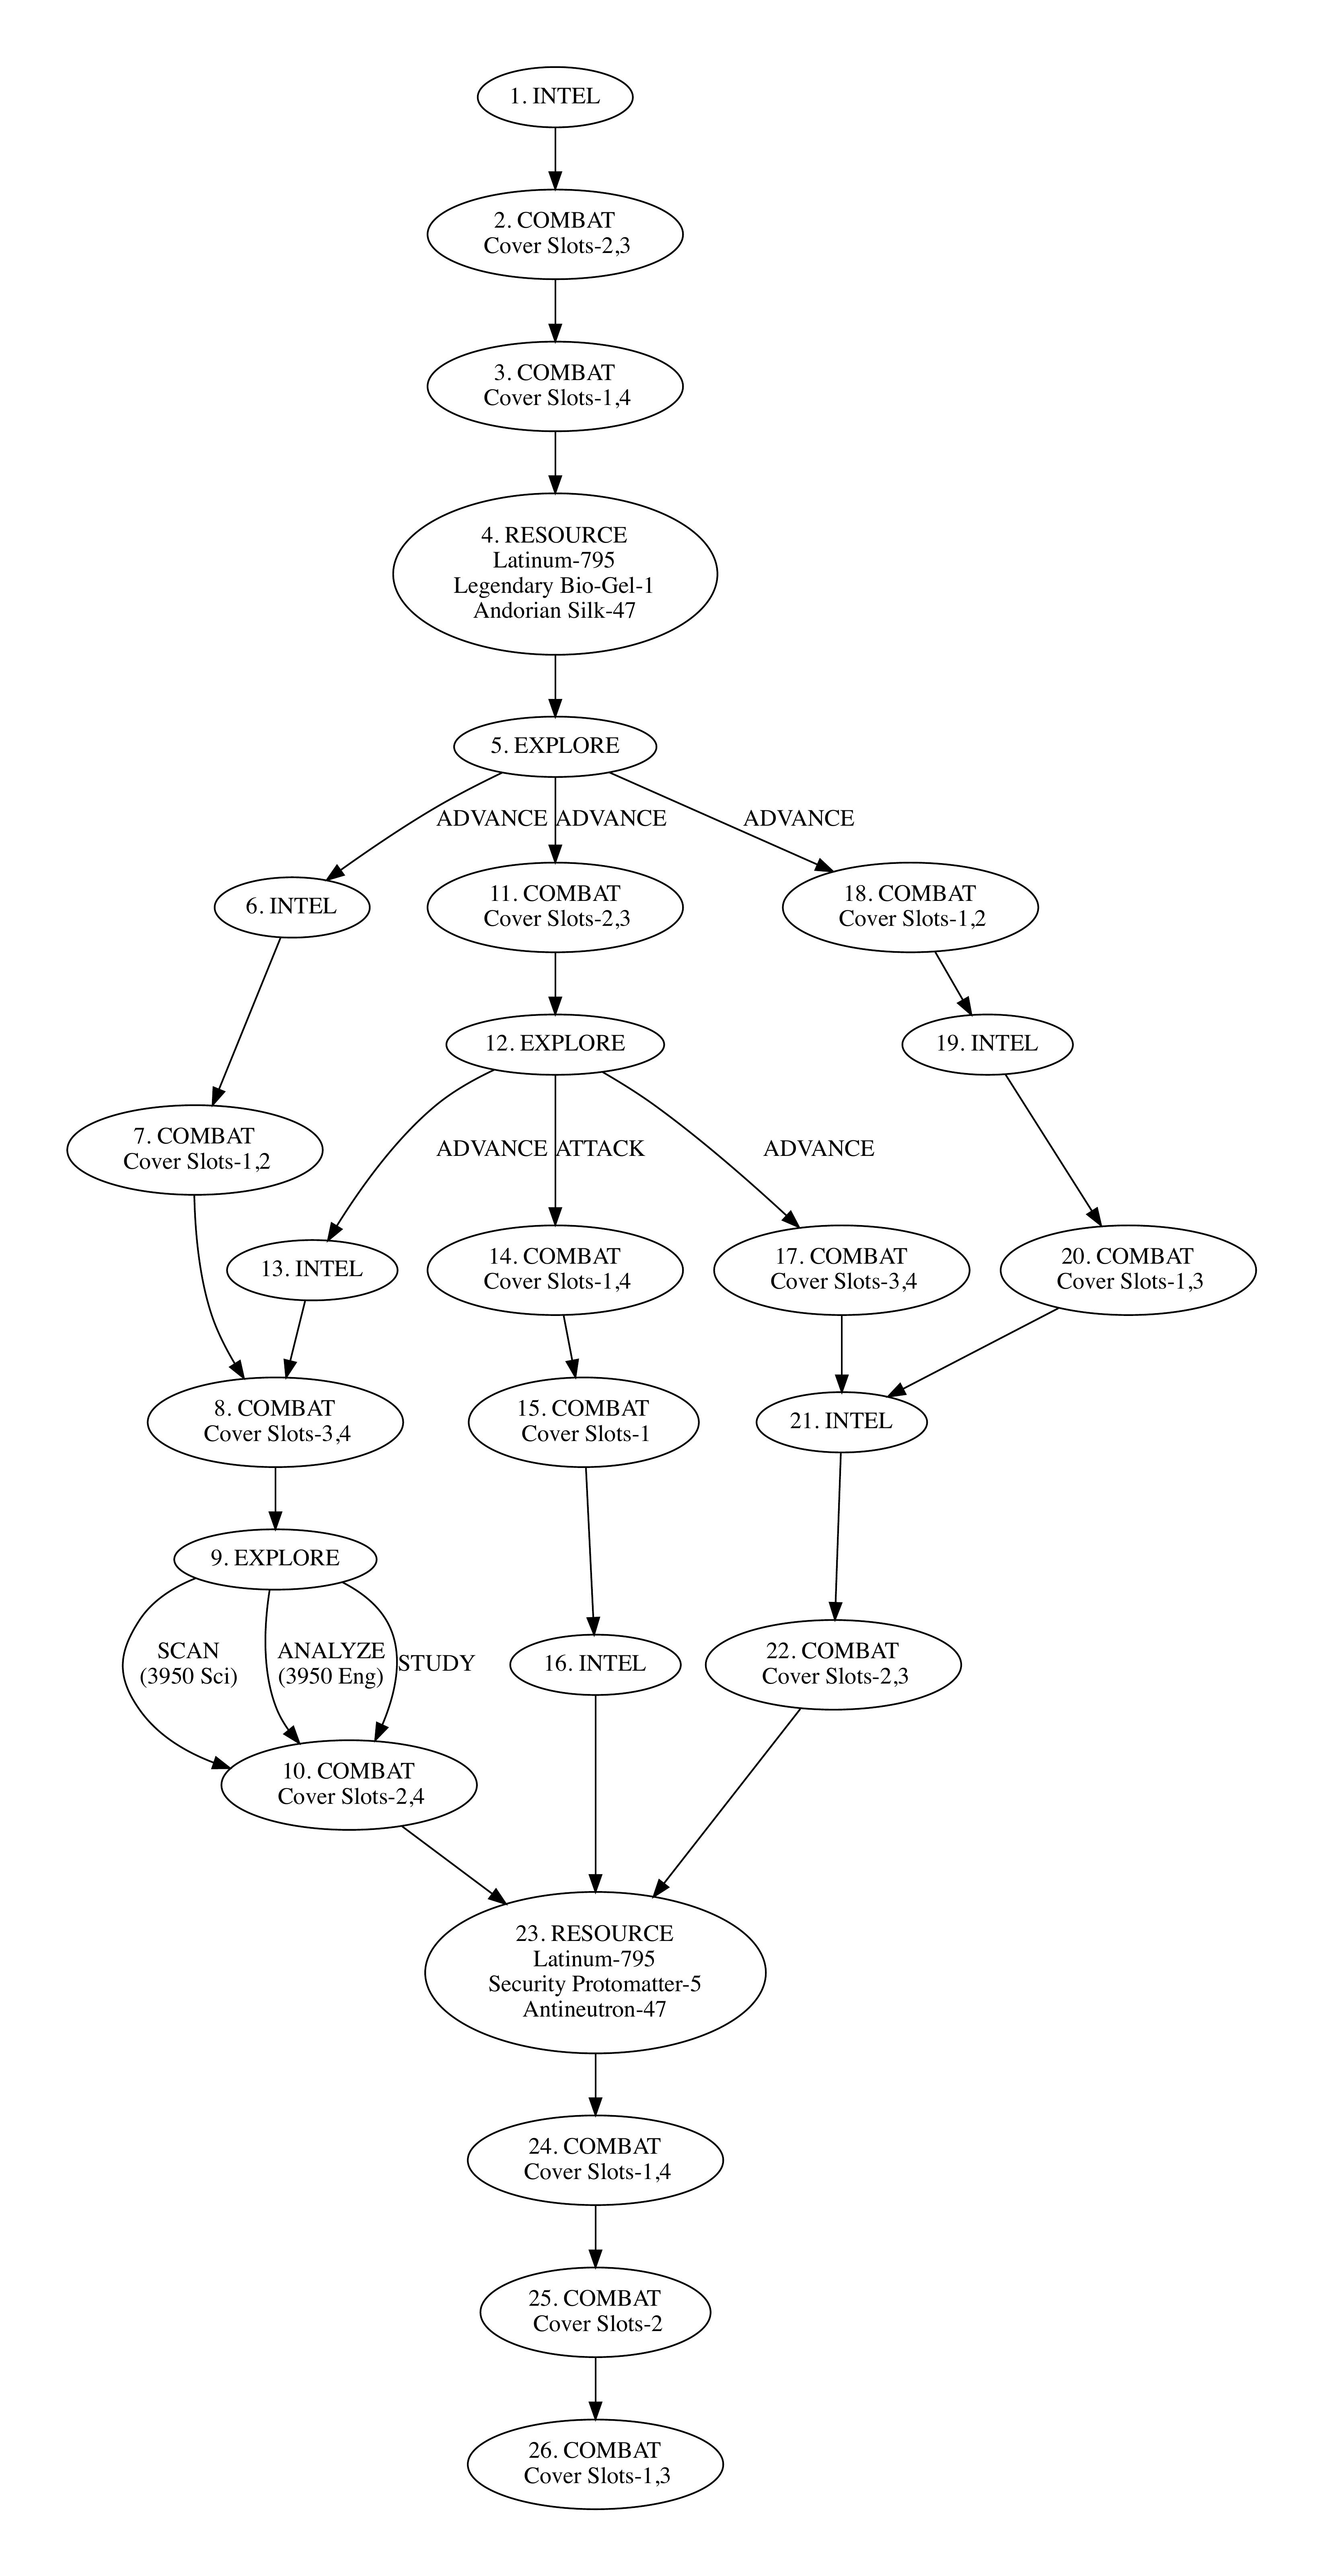 1. INTEL
2. COMBAT
Cover Slots-2,3
3. COMBAT
Cover Slots-1,4
4. RESOURCE
Latinum-795
Legendary Bio-Gel-1
Andorian Silk-47
5. EXPLORE
ADVANCE
ADVANCE
ADVANCE
6. INTEL
11. COMBAT
Cover Slots-2,3
18. COMBAT
Cover Slots-1,2
12. EXPLORE
19. INTEL
7. COMBAT
Cover Slots-1,2
ADVANCE
ATTACK
ADVANCE
13. INTEL
14. COMBAT
Cover Slots-1,4
17. COMBAT
Cover Slots-3,4
20. COMBAT
Cover Slots-1,3
8. COMBAT
Cover Slots-3,4
15. COMBAT
Cover Slots-1
21. INTEL
9. EXPLORE
SCAN
(3950 Sci)
ANALYZE
(3950 Eng)
STUDY
16. INTEL
22. COMBAT
Cover Slots-2,3
10. COMBAT
Cover Slots-2,4
23. RESOURCE
Latinum-795
Security Protomatter-5
Antineutron-47
24. COMBAT
Cover Slots-1,4
25. COMBAT
Cover Slots-2
26. COMBAT
Cover Slots-1,3